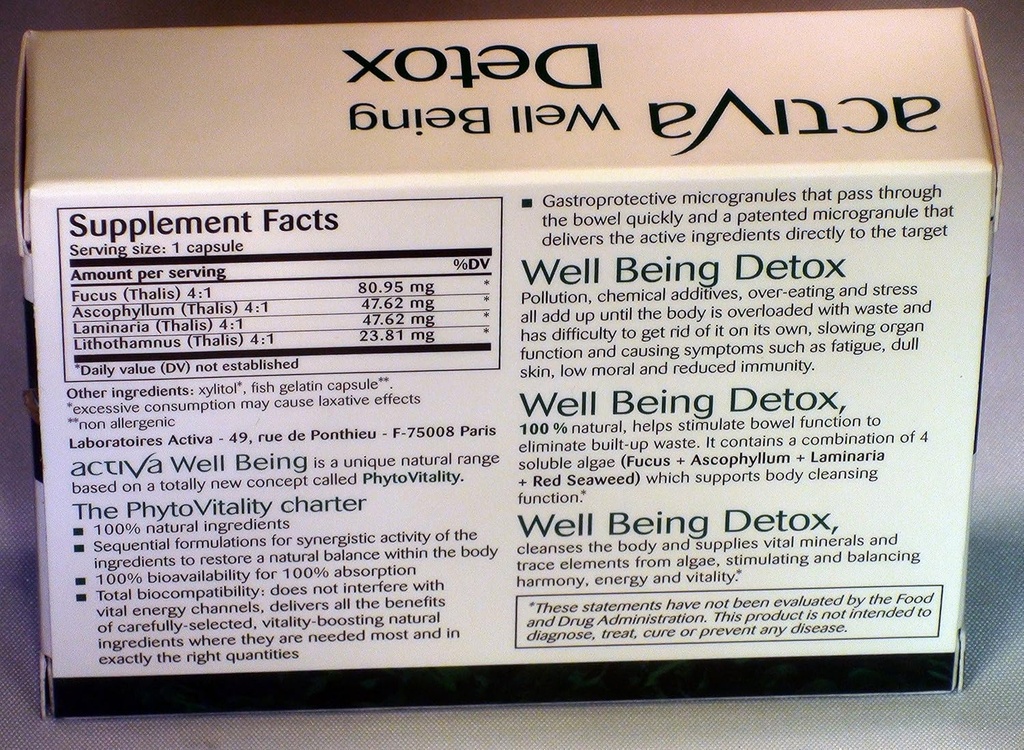 activa Well Being
Detox
Supplement Facts
Serving size: 1 capsule
Amount per serving %DV
Fucus (Thalis) 4:1 80.95 mg *
Ascophyllum (Thalis) 4:1 47.62 mg *
Laminaria (Thalis) 4:1 47.62 mg *
Lithothamnus (Thalis) 4:1 23.81 mg *
*Daily value (DV) not established
Other ingredients: xylitol*, fish gelatin capsule**.
*excessive consumption may cause laxative effects
**non allergenic
Laboratoires Activa - 49, rue de Ponthieu - F-75008 Paris
activa Well Being is a unique natural range
based on a totally new concept called PhytoVitality.
The PhytoVitality charter
■ 100% natural ingredients
■ Sequential formulations for synergistic activity of the
ingredients to restore a natural balance within the body
■ 100% bioavailability for 100% absorption
■ Total biocompatibility: does not interfere with
vital energy channels, delivers all the benefits
of carefully-selected, vitality-boosting natural
ingredients where they are needed most and in
exactly the right quantities
■ Gastroprotective microgranules that pass through
the bowel quickly and a patented microgranule that
delivers the active ingredients directly to the target
Well Being Detox
Pollution, chemical additives, over-eating and stress
all add up until the body is overloaded with waste and
has difficulty to get rid of it on its own, slowing organ
function and causing symptoms such as fatigue, dull
skin, low moral and reduced immunity.
Well Being Detox,
100 % natural, helps stimulate bowel function to
eliminate built-up waste. It contains a combination of 4
soluble algae (Fucus + Ascophyllum + Laminaria
+ Red Seaweed) which supports body cleansing
function.*
Well Being Detox,
cleanses the body and supplies vital minerals and
trace elements from algae, stimulating and balancing
harmony, energy and vitality.*
*These statements have not been evaluated by the Food
and Drug Administration. This product is not intended to
diagnose, treat, cure or prevent any disease.